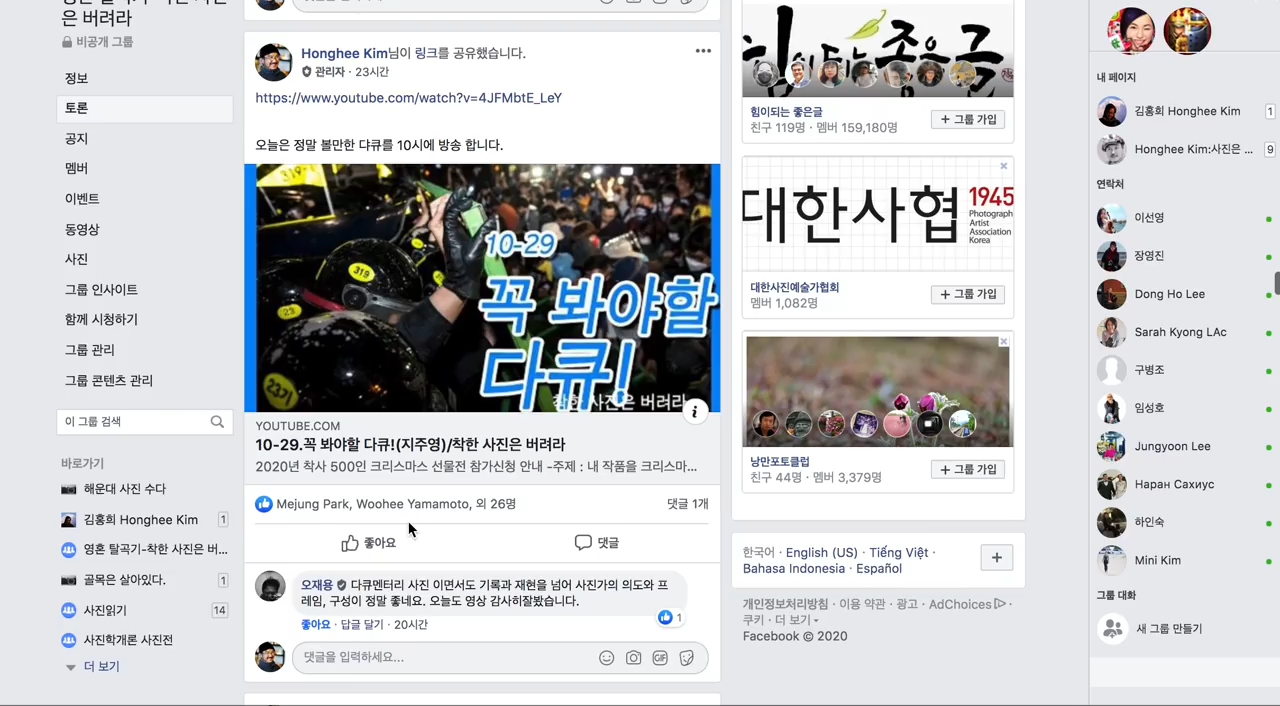 은 버려라
비공개 그룹
정보
토론
공지
멤버
이벤트
동영상
사진
그룹 인사이트
함께 시청하기
그룹 관리
그룹 콘텐츠 관리
이 그룹 검색
바로가기
해운대 사진 수다
김홍희 Honghee Kim 1
영혼 탈곡기-착한 사진은 버...
골목은 살아있다. 1
사진읽기 14
사진학개론 사진전
더 보기
Honghee Kim님이 링크를 공유했습니다.
관리자 · 23시간
https://www.youtube.com/watch?v=4JFMbtE_LeY
오늘은 정말 볼만한 다큐를 10시에 방송 합니다.
319
319
23
237
10-29
꼭 봐야할
다큐!
착한 사진은 버려라
YOUTUBE.COM
10-29.꼭 봐야할 다큐!(지주영)/착한 사진은 버려라
2020년 착사 500인 크리스마스 선물전 참가신청 안내 -주제 : 내 작품을 크리스마...
Mejung Park, Woohee Yamamoto, 외 26명
댓글 1개
좋아요
댓글
오재용 다큐멘터리 사진 이면서도 기록과 재현을 넘어 사진가의 의도와 프
레임, 구성이 정말 좋네요. 오늘도 영상 감사히잘봤습니다.
1
좋아요 · 답글 달기 · 20시간
댓글을 입력하세요...
GIF
힘이되는 좋은글
힘이되는 좋은글
친구 119명 · 멤버 159,180명
+ 그룹 가입
대한사협
1945
Photograph
Artist
Association
Korea
대한사진예술가협회
멤버 1,082명
+ 그룹 가입
낭만포토클럽
친구 44명 · 멤버 3,379명
+ 그룹 가입
한국어 · English (US) · Tiếng Việt ·
Bahasa Indonesia · Español
개인정보처리방침 · 이용 약관 · 광고 · AdChoices ·
쿠키 · 더 보기
Facebook © 2020
내 페이지
김홍희 Honghee Kim 1
Honghee Kim:사진은 ... 9
연락처
이선영
장영진
Dong Ho Lee
Sarah Kyong LAc
구병조
임성호
Jungyoon Lee
Наран Сахиус
하인숙
Mini Kim
그룹 대화
새 그룹 만들기